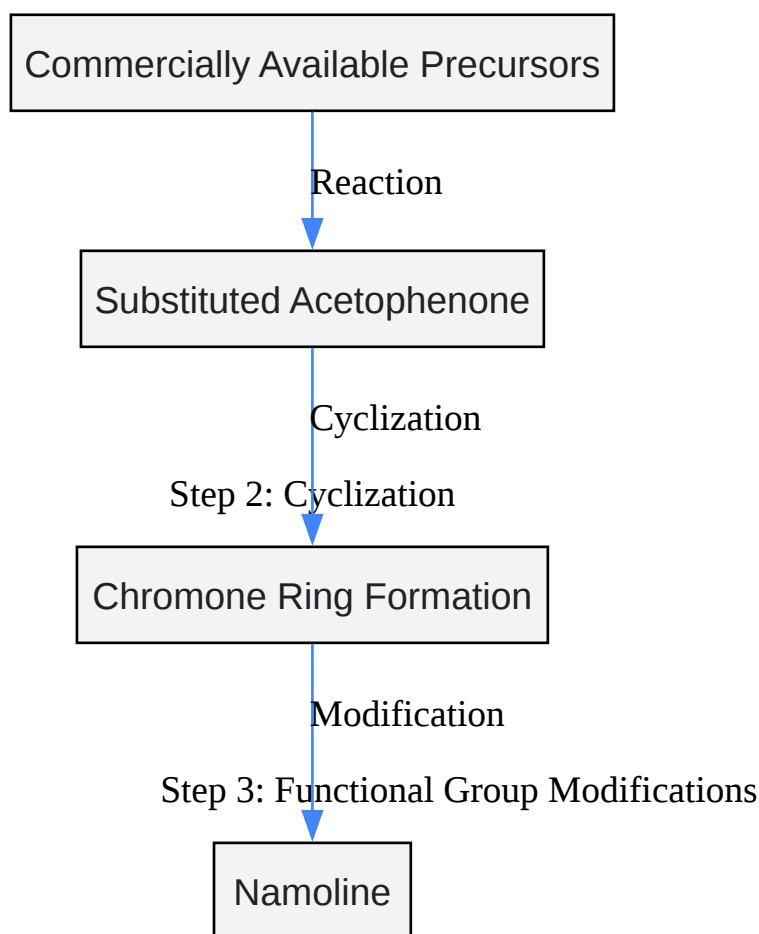 Commercially Available Precursors
Reaction
Substituted Acetophenone
Cyclization
Step 2: Cyclization
Chromone Ring Formation
Modification
Step 3: Functional Group Modifications
Namoline